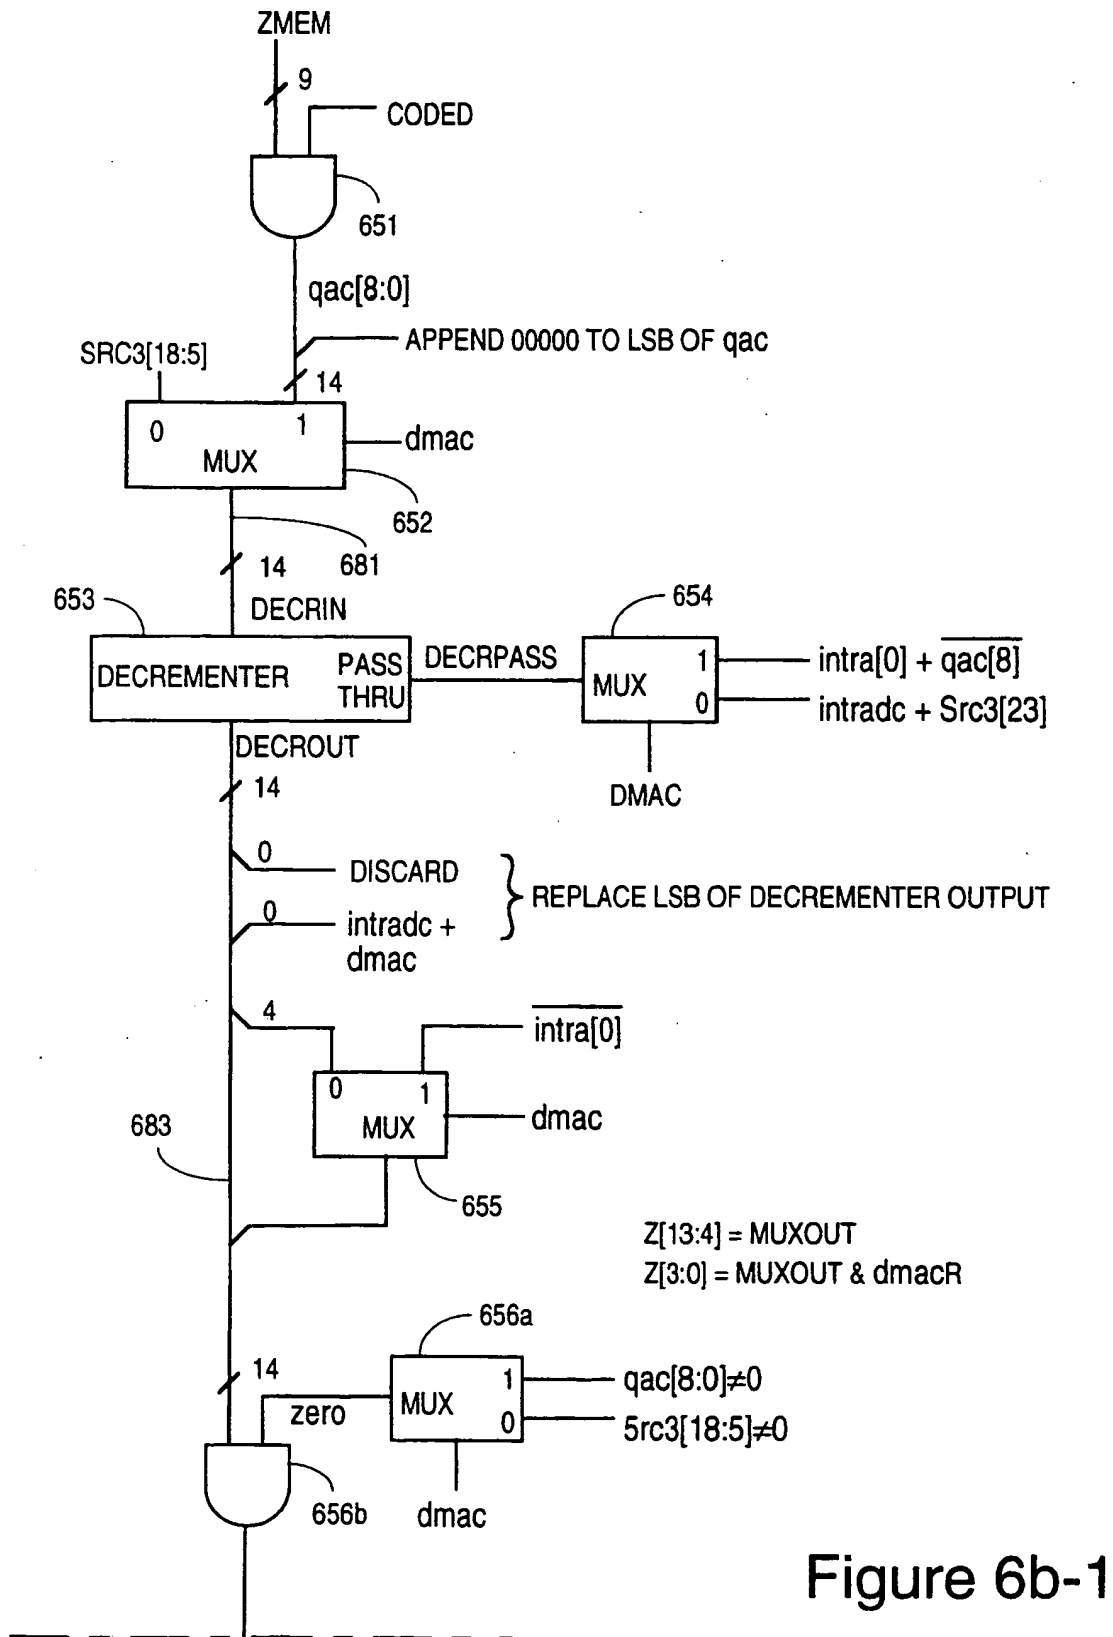 ZMEM
9
CODED
651
qac[8:0]
APPEND 00000 TO LSB OF qac
SRC3[18:5]
14
0
1
MUX
dmac
652
681
14
653
DECRIN
654
DECREMENTER
PASS THRU
DECRPASS
MUX
1
intra[0] + q̅a̅c̅[̅8̅]̅
0
intradc + Src3[23]
DECROUT
14
DMAC
0
DISCARD
REPLACE LSB OF DECREMENTER OUTPUT
0
intradc +
dmac
4
i̅n̅t̅r̅a̅[̅0̅]̅
0
1
MUX
dmac
683
655
Z[13:4] = MUXOUT
Z[3:0] = MUXOUT & dmacR
656a
14
zero
MUX
1
qac[8:0]≠0
0
5rc3[18:5]≠0
656b
dmac
Figure 6b-1